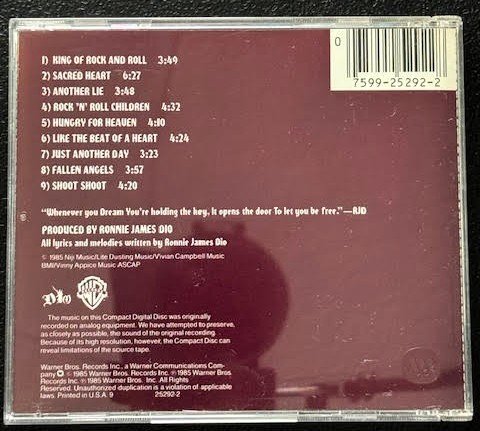 0
7599-25292-2
1) KING OF ROCK AND ROLL 3:49
2) SACRED HEART 6:27
3) ANOTHER LIE 3:48
4) ROCK 'N' ROLL CHILDREN 4:32
5) HUNGRY FOR HEAVEN 4:10
6) LIKE THE BEAT OF A HEART 4:24
7) JUST ANOTHER DAY 3:23
8) FALLEN ANGELS 3:57
9) SHOOT SHOOT 4:20
"Whenever you Dream You're holding the key, It opens the door To let you be free."—RJD
PRODUCED BY RONNIE JAMES DIO
All lyrics and melodies written by Ronnie James Dio
© 1985 Niji Music/Lite Dusting Music/Vivian Campbell Music
BMI/Vinny Appice Music ASCAP
DIO
The music on this Compact Digital Disc was originally
recorded on analog equipment. We have attempted to preserve,
as closely as possible, the sound of the original recording.
Because of its high resolution, however, the Compact Disc can
reveal limitations of the source tape.
Warner Bros. Records Inc., a Warner Communications Com-
pany © 1985 Warner Bros. Records Inc. ℗ 1985 Warner Bros.
Records Inc. ℗ 1985 Warner Bros. Records Inc. All Rights
Reserved. Unauthorized duplication is a violation of applicable
laws. Printed in U.S.A. 9 25292-2